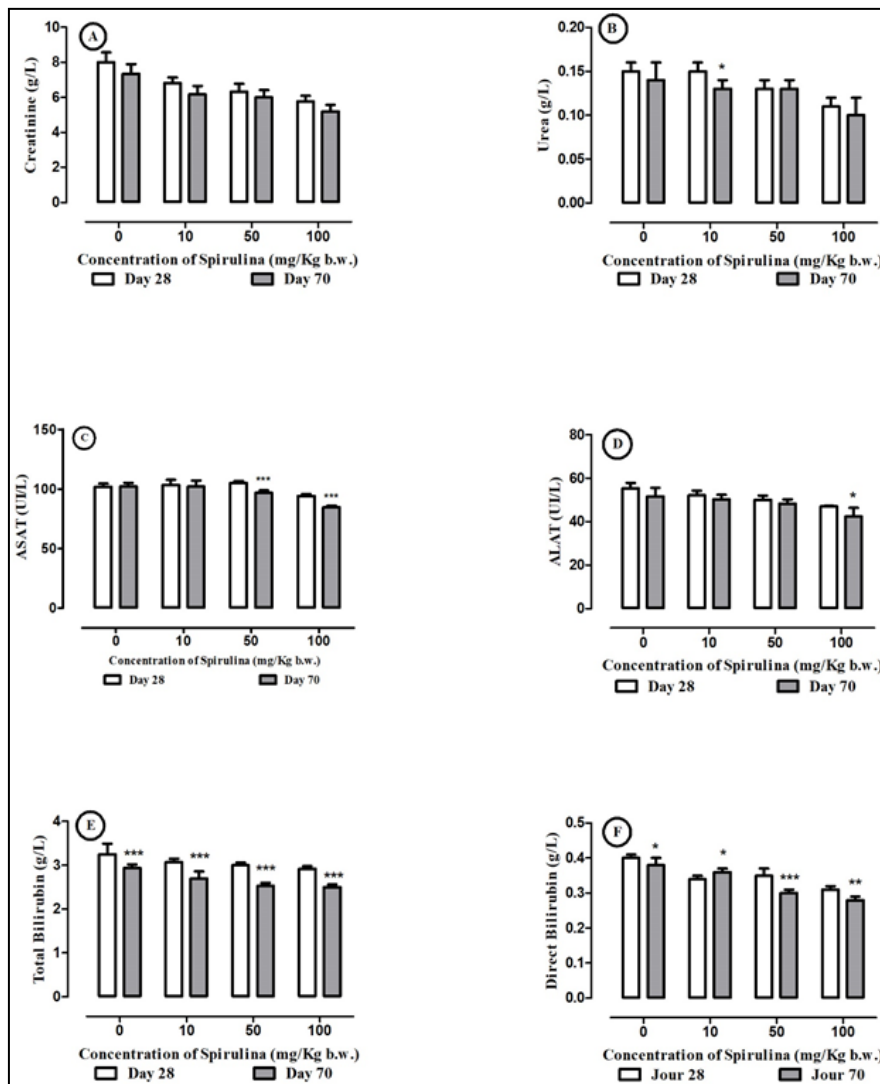 A
Creatinine (g/L)
10
8
6
4
2
0
0 10 50 100
Concentration of Spirulina (mg/Kg b.w.)
Day 28 Day 70
B
Urea (g/L)
0.20
0.15
0.10
0.05
0.00
*
0 10 50 100
Concentration of Spirulina (mg/Kg b.w.)
Day 28 Day 70
C
ASAT (UI/L)
150
100
50
0
*** ***
0 10 50 100
Concentration of Spirulina (mg/Kg b.w.)
Day 28 Day 70
D
ALAT (UI/L)
80
60
40
20
0
*
0 10 50 100
Concentration of Spirulina (mg/Kg b.w.)
Day 28 Day 70
E
Total Bilirubin (g/L)
4
3
2
1
0
*** *** *** ***
0 10 50 100
Concentration of Spirulina (mg/Kg b.w.)
Day 28 Day 70
F
Direct Bilirubin (g/L)
0.5
0.4
0.3
0.2
0.1
0.0
* * *** **
0 10 50 100
Concentration of Spirulina (mg/Kg b.w.)
Jour 28 Jour 70